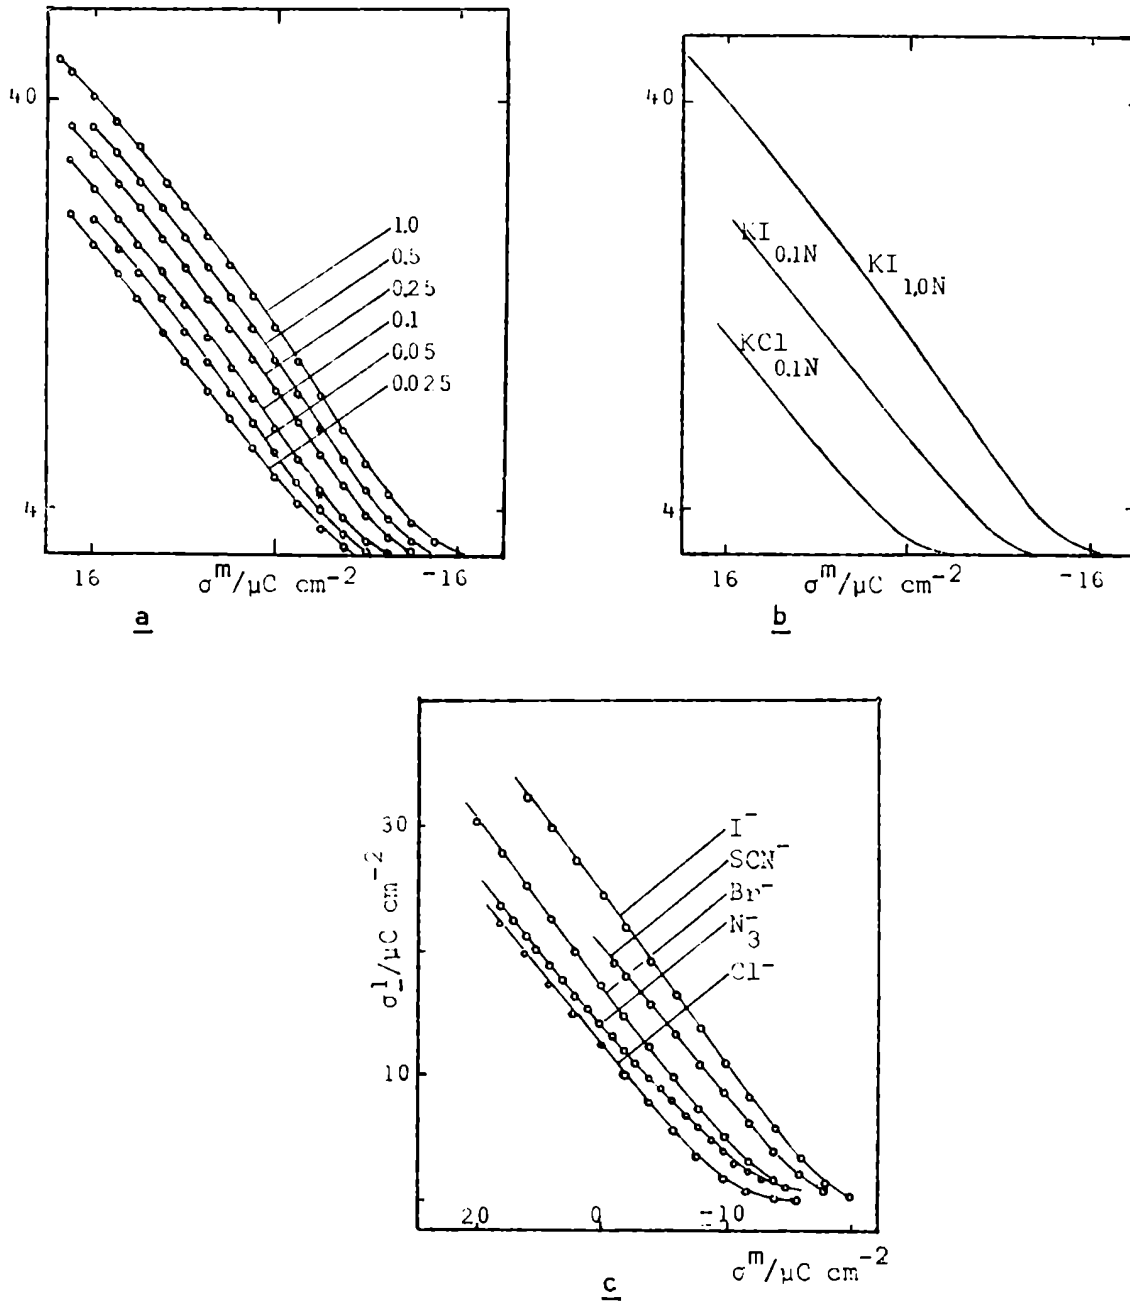 40
1.0
0.5
0.25
0.1
0.05
0.025
4
16
-16
σᵐ/µC cm⁻²
a
40
KI 0.1N
KI 1,0N
KCl 0.1N
4
16
-16
σᵐ/µC cm⁻²
b
30
I⁻
SCN⁻
Br⁻
N₃⁻
Cl⁻
σ₋¹/µC cm⁻²
10
20
0
-10
σᵐ/µC cm⁻²
c